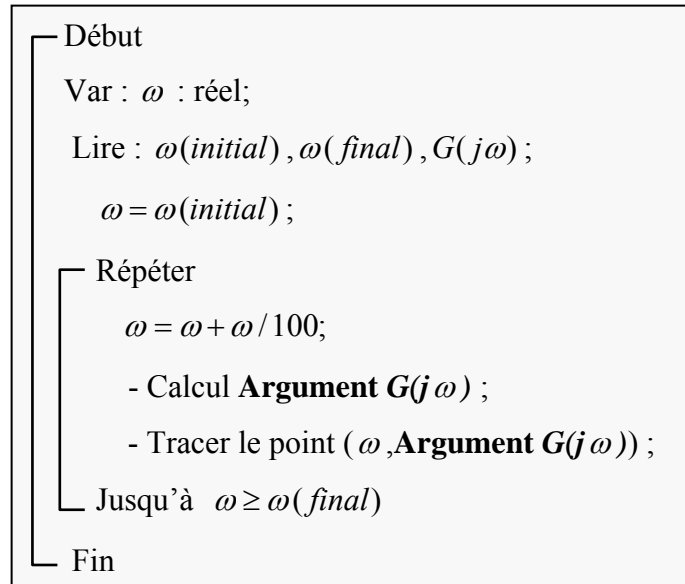 Début
Var : ω : réel;
Lire : ω(initial) , ω(final) , G(jω) ;
ω = ω(initial) ;
Répéter
ω = ω + ω / 100;
- Calcul Argument G(jω) ;
- Tracer le point ( ω ,Argument G(jω)) ;
Jusqu’à ω ≥ ω(final)
Fin